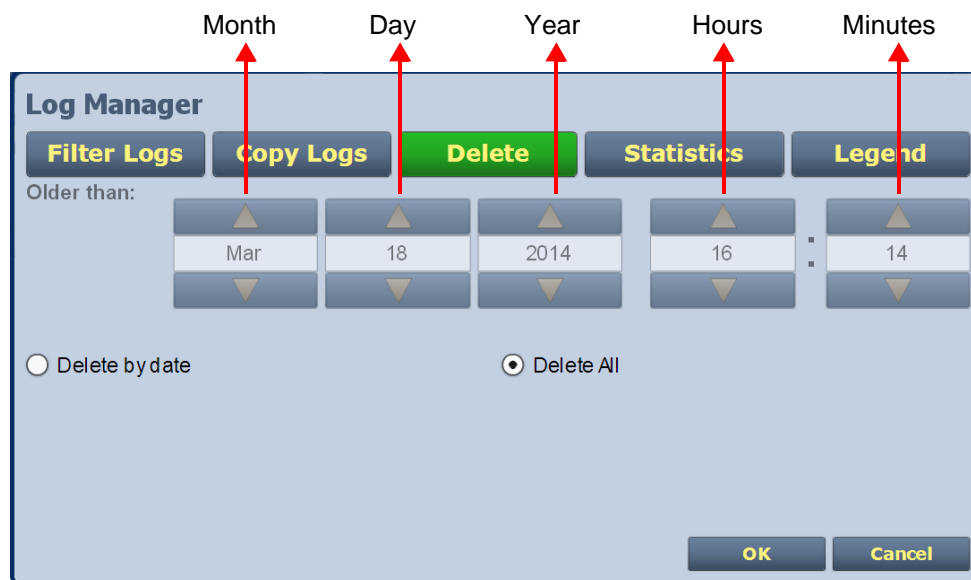 Month Day Year Hours Minutes
Log Manager
Filter Logs Copy Logs Delete Statistics Legend
Older than:
Mar 18 2014 16 : 14
Delete by date Delete All
OK Cancel